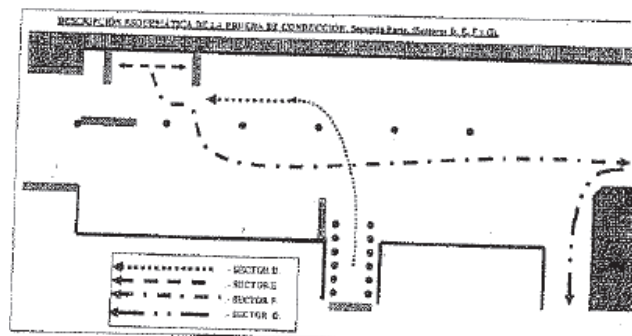 DESCRIPCIÓN ESQUEMÁTICA DE LA PRUEBA DE CONDUCCIÓN. Segunda Parte. (Sectores D, E, F y G).
.- SECTOR D.
.- SECTOR E.
.- SECTOR F.
.- SECTOR G.